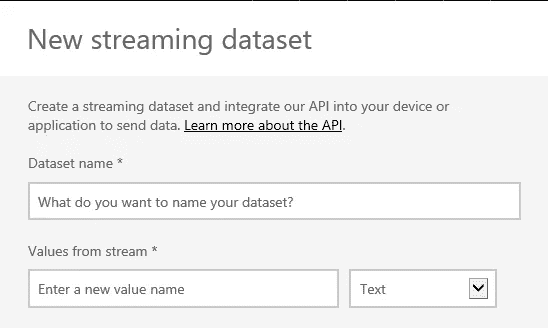 New streaming dataset
Create a streaming dataset and integrate our API into your device or
application to send data. Learn more about the API.
Dataset name *
What do you want to name your dataset?
Values from stream *
Enter a new value name
Text